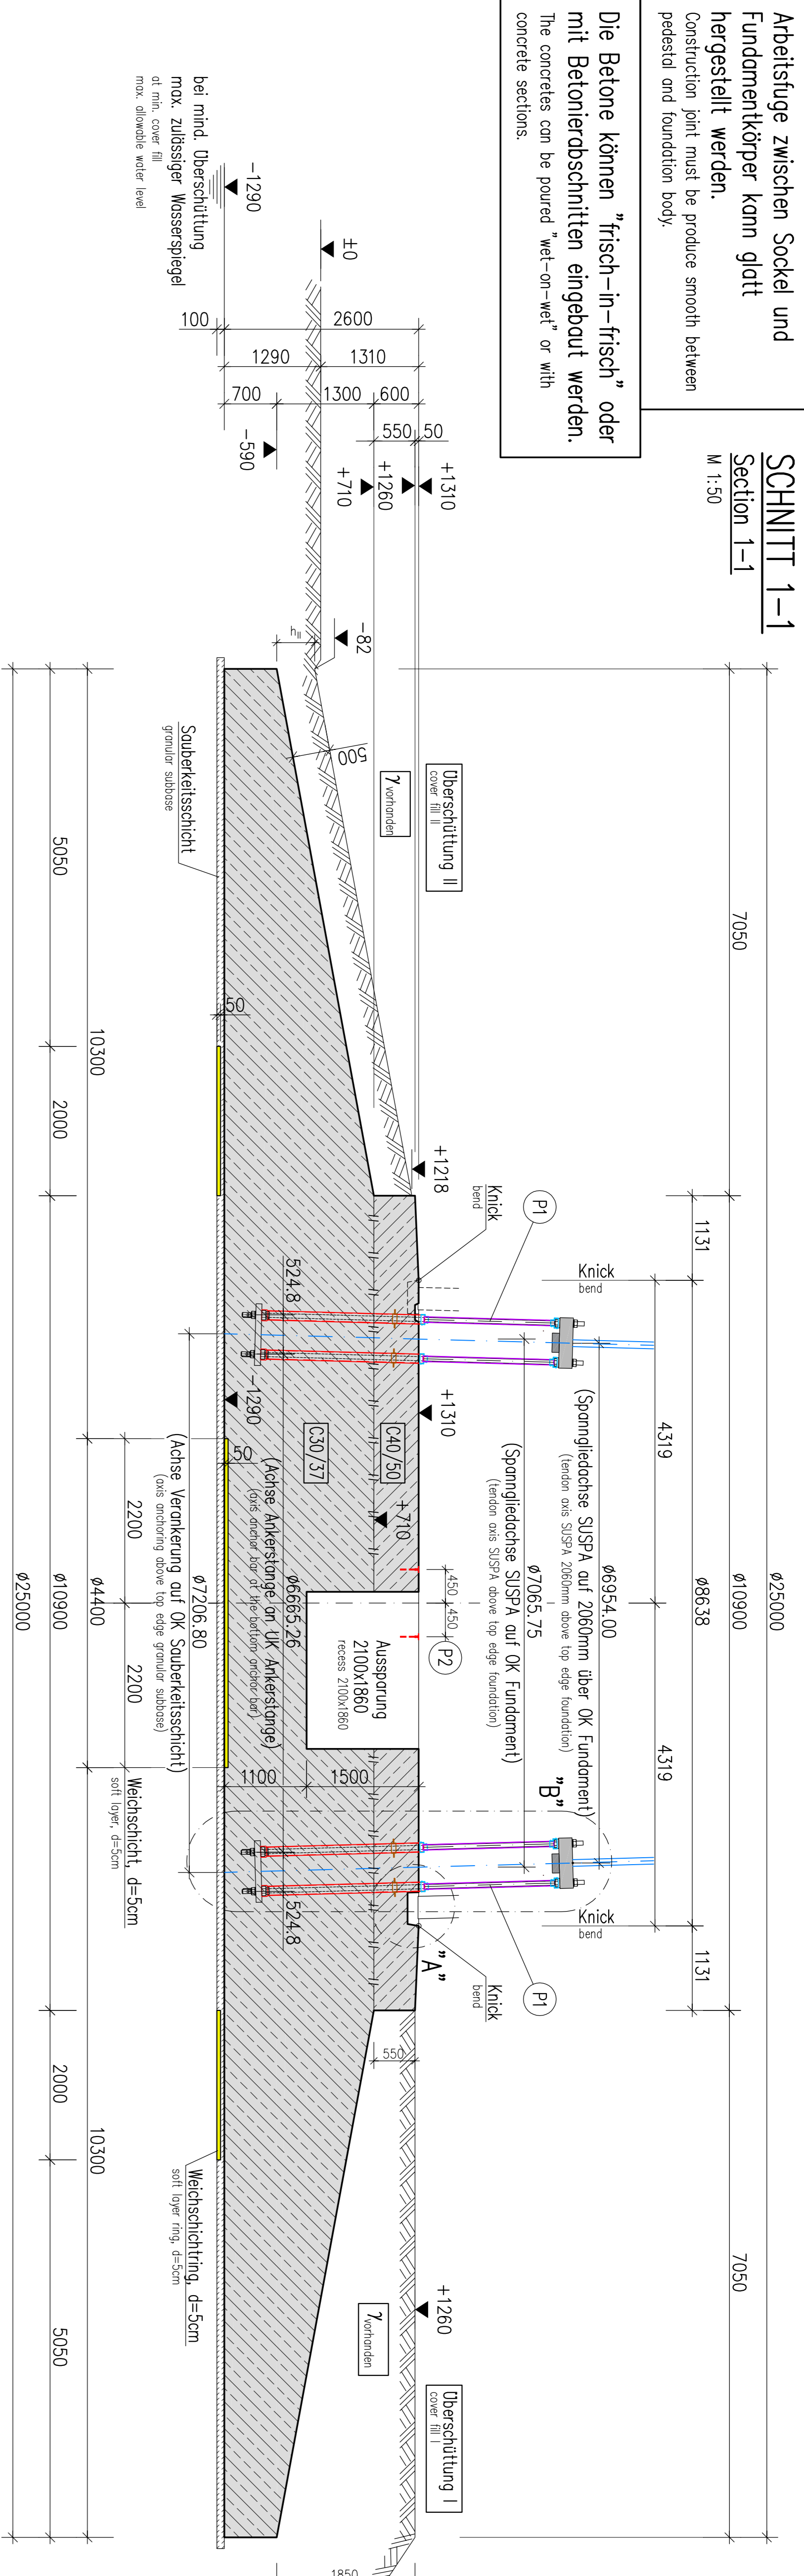 Arbeitsfuge zwischen Sockel und
Fundamentkörper kann glatt
hergestellt werden.
Construction joint must be produce smooth between
pedestal and foundation body.
Die Betone können "frisch-in-frisch" oder
mit Betonierabschnitten eingebaut werden.
The concretes can be poured "wet-on-wet" or with
concrete sections.
SCHNITT 1-1
Section 1-1
M 1:50
ø25000
7050
ø10900
7050
1131
ø8638
1131
Knick
bend
4319
4319
Knick
bend
ø6954.00
(Spanngliedachse SUSPA auf 2060mm über OK Fundament)
(tendon axis SUSPA 2060mm above top edge foundation)
ø7065.75
(Spanngliedachse SUSPA auf OK Fundament)
(tendon axis SUSPA above top edge foundation)
P1
P1
"B"
Knick
bend
Knick
bend
"A"
P2
450
450
+1310
+1260
+710
50
550
Überschüttung II
cover fill II
γ vorhanden
+1218
+1310
+1260
Überschüttung I
cover fill I
γ vorhanden
550
1850
C40/50
+710
C30/37
Aussparung
2100x1860
recess 2100x1860
1500
1100
±0
-1290
2600
1310
1290
600
1300
700
100
-590
-82
hII
500
bei mind. Überschüttung
max. zulässiger Wasserspiegel
at min. cover fill
max. allowable water level
524.8
ø6665.26
(Achse Ankerstange an UK Ankerstange)
(axis anchor bar at the bottom anchor bar)
524.8
-1290
50
50
ø7206.80
(Achse Verankerung auf OK Sauberkeitsschicht)
(axis anchoring above top edge granular subbase)
Sauberkeitsschicht
granular subbase
Weichschicht, d=5cm
soft layer, d=5cm
Weichschichtring, d=5cm
soft layer ring, d=5cm
2200
2200
10300
ø4400
10300
5050
2000
ø10900
2000
5050
ø25000